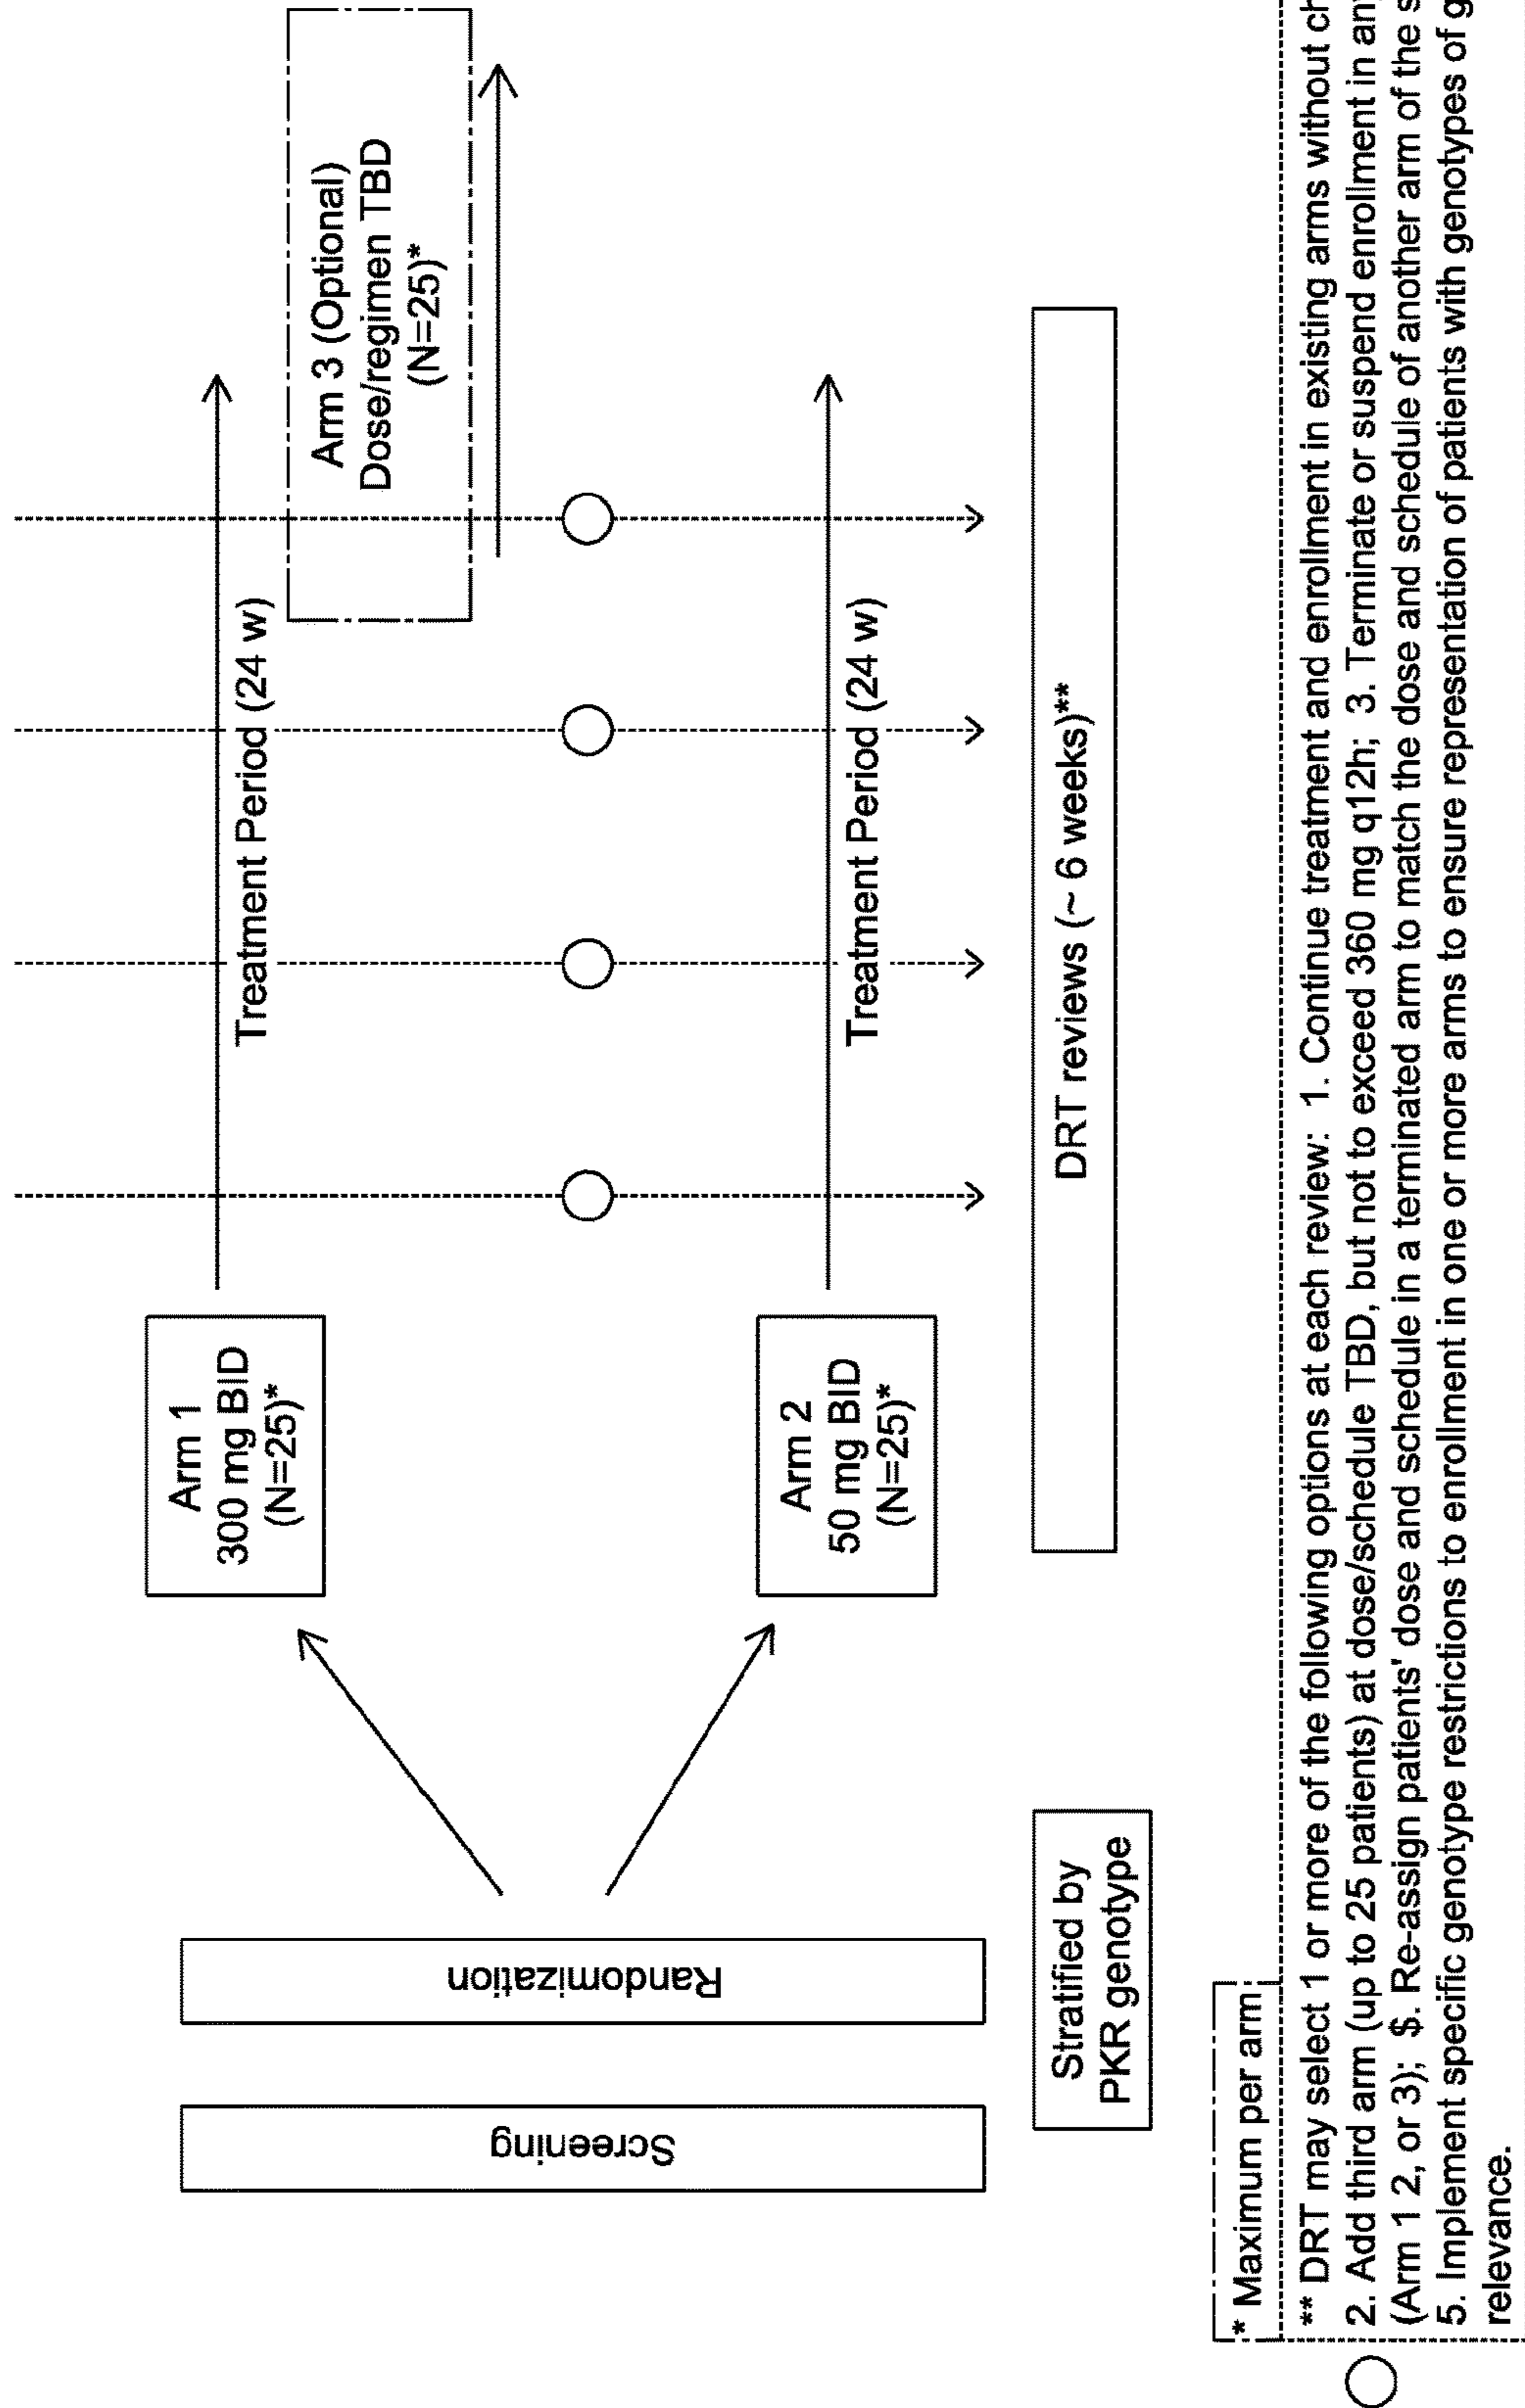 Screening
Randomization
Stratified by
PKR genotype
Arm 1
300 mg BID
(N=25)*
Arm 2
50 mg BID
(N=25)*
Treatment Period (24 w)
Arm 3 (Optional)
Dose/regimen TBD
(N=25)*
Treatment Period (24 w)
DRT reviews (~ 6 weeks)**
* Maximum per arm
** DRT may select 1 or more of the following options at each review: 1. Continue treatment and enrollment in existing arms without
2. Add third arm (up to 25 patients) at dose/schedule TBD, but not to exceed 360 mg q12h; 3. Terminate or suspend enrollment in
(Arm 1 2, or 3); $. Re-assign patients' dose and schedule in a terminated arm to match the dose and schedule of another arm of the
5. Implement specific genotype restrictions to enrollment in one or more arms to ensure representation of patients with genotypes of
relevance.